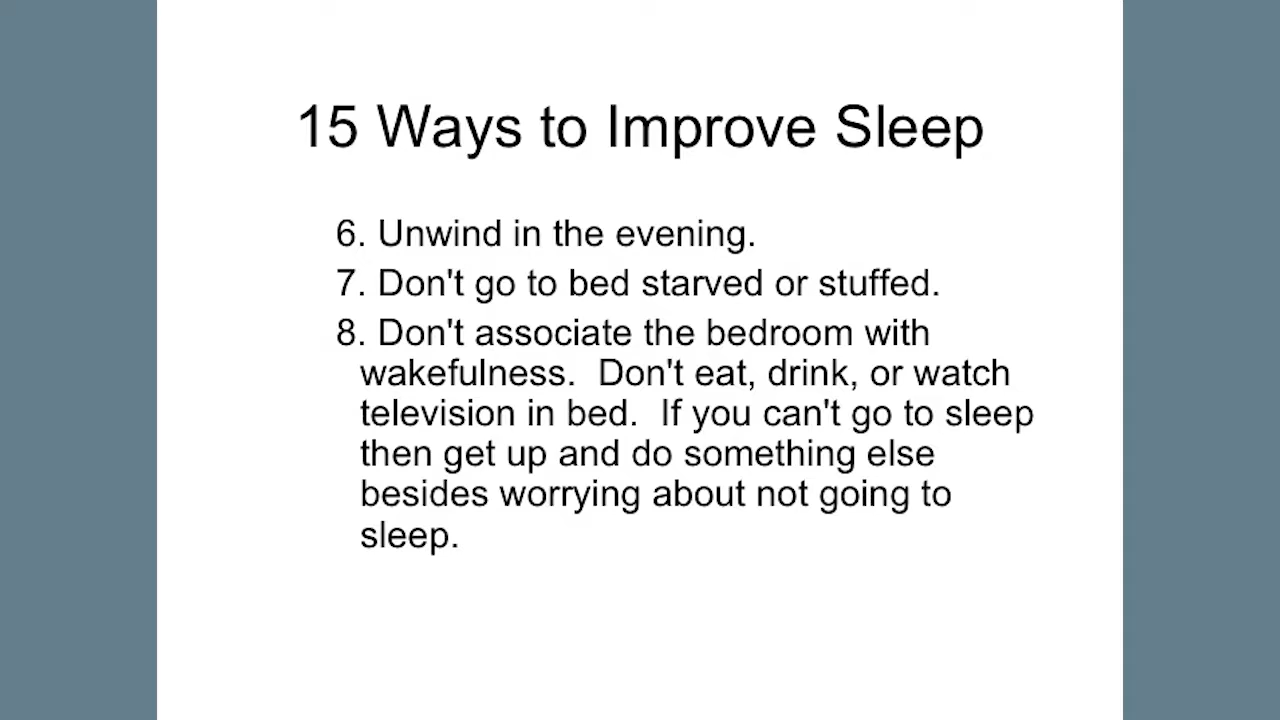 15 Ways to Improve Sleep
6. Unwind in the evening.
7. Don't go to bed starved or stuffed.
8. Don't associate the bedroom with
wakefulness.  Don't eat, drink, or watch
television in bed.  If you can't go to sleep
then get up and do something else
besides worrying about not going to
sleep.